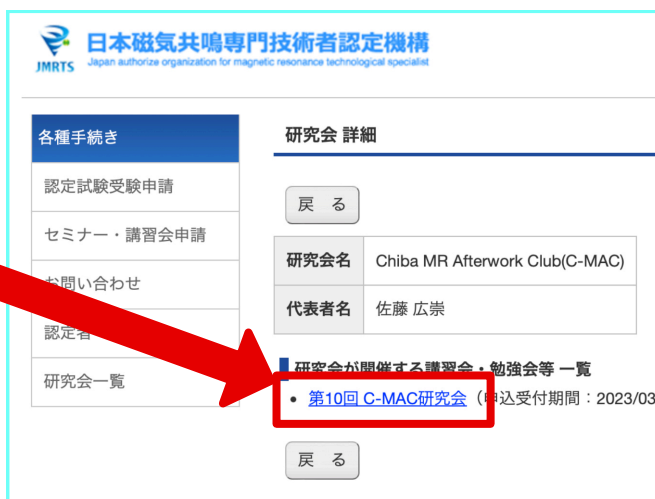 日本磁気共鳴専門技術者認定機構
JMRTS Japan authorize organization for magnetic resonance technological specialist
各種手続き
認定試験受験申請
セミナー・講習会申請
お問い合わせ
認定者
研究会一覧
研究会 詳細
戻 る
研究会名 Chiba MR Afterwork Club(C-MAC)
代表者名 佐藤 広崇
研究会が開催する講習会・勉強会等 一覧
• 第10回 C-MAC研究会（申込受付期間：2023/03
戻 る